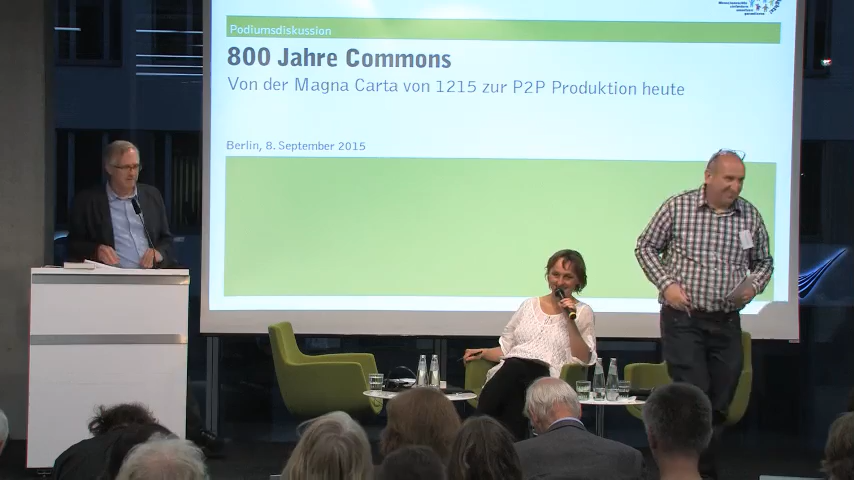 Podiumsdiskussion
800 Jahre Commons
Von der Magna Carta von 1215 zur P2P Produktion heute
Berlin, 8. September 2015